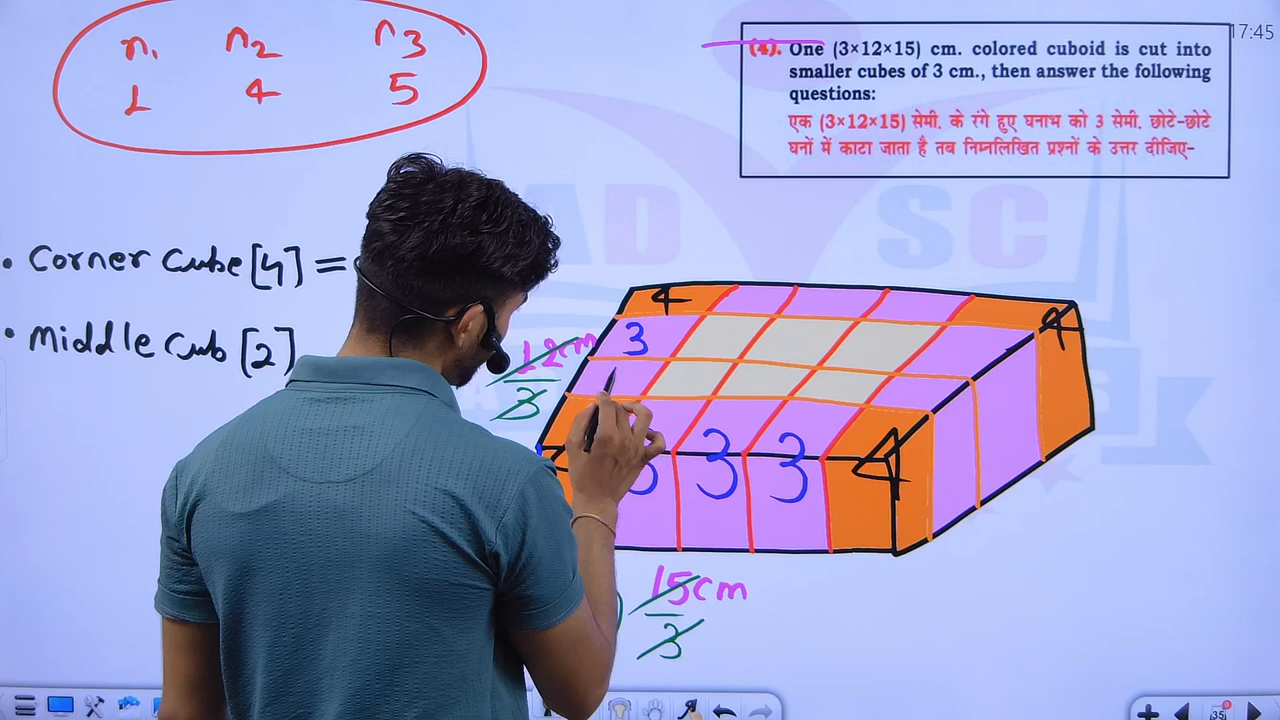 n1 n2 n3
1 4 5
17:45
(4). One (3×12×15) cm. colored cuboid is cut into
smaller cubes of 3 cm., then answer the following
questions:
एक (3×12×15) सेमी. के रंगे हुए घनाभ को 3 सेमी. छोटे-छोटे
घनों में काटा जाता है तब निम्नलिखित प्रश्नों के उत्तर दीजिए-
• Corner Cube [4] =
• Middle Cub [2]
4
4
3
12cm
3
4
3 3 3
15cm
3
35